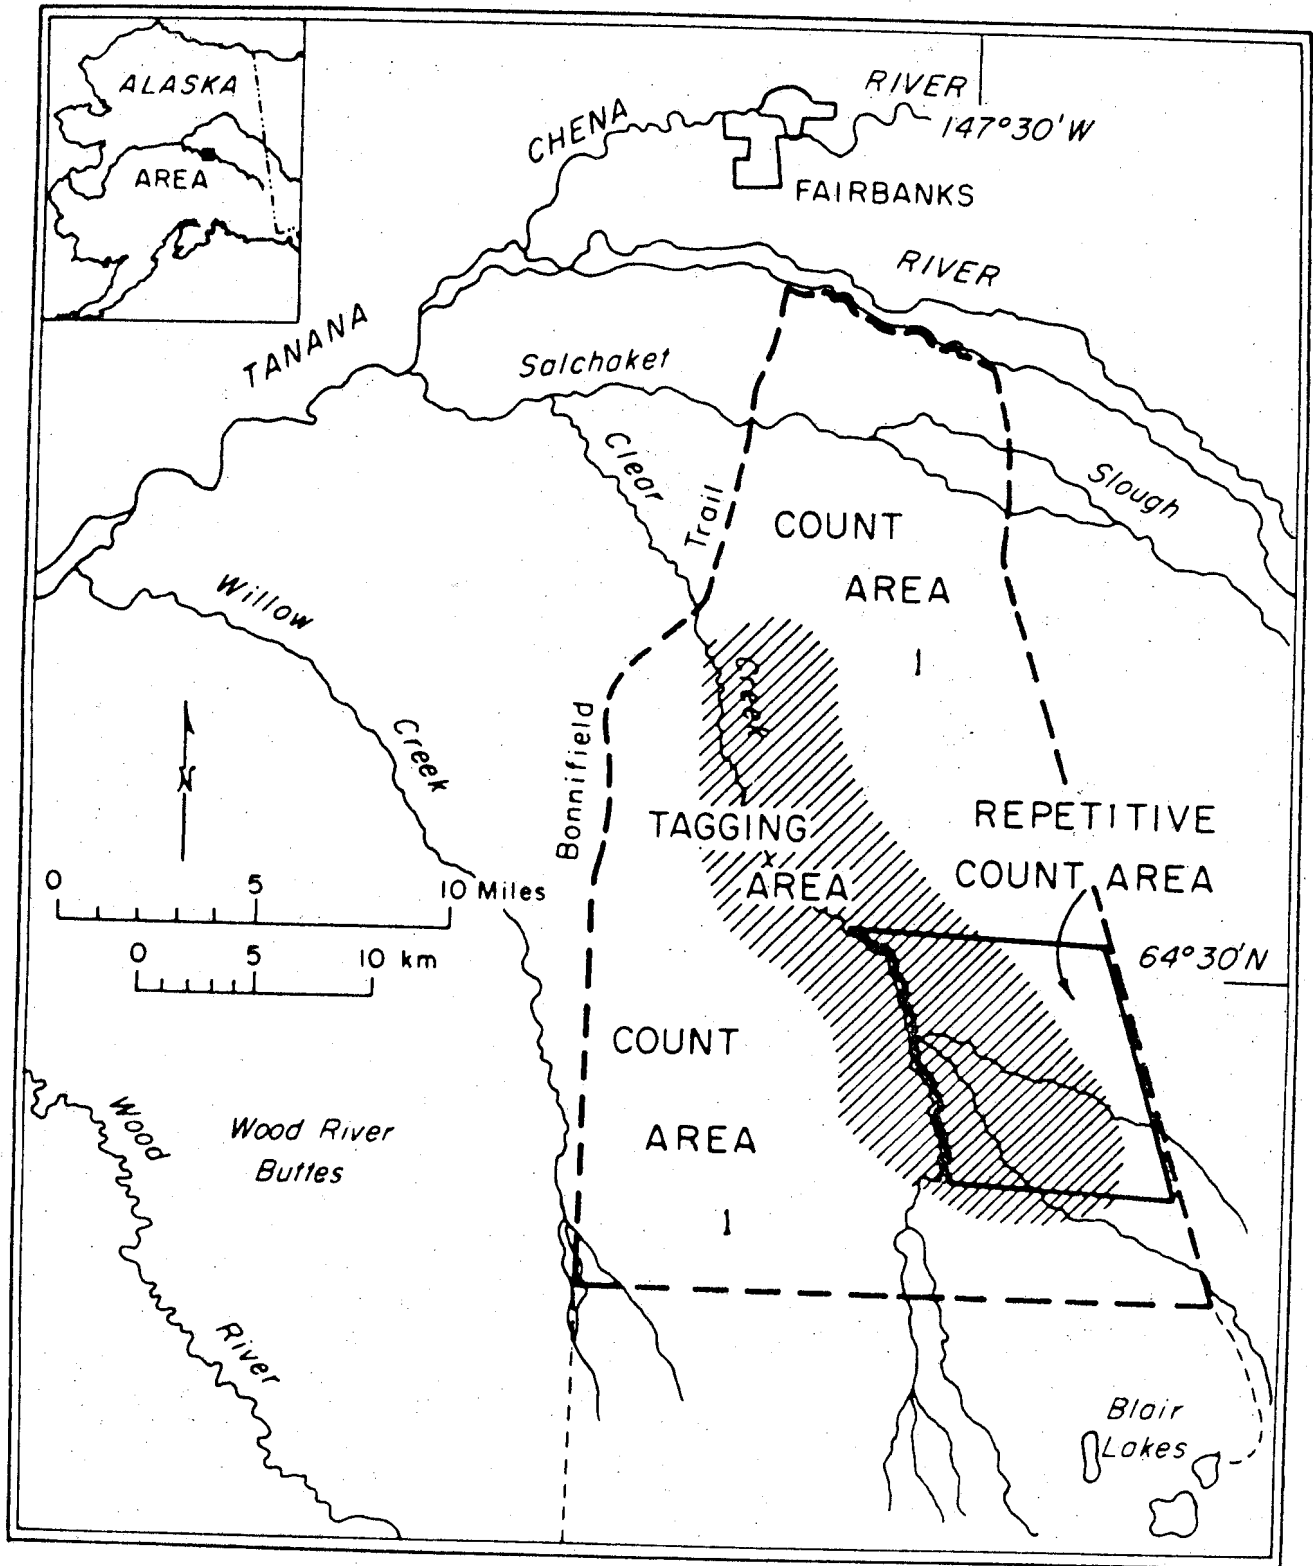 ALASKA
AREA
CHENA
RIVER
147°30'W
FAIRBANKS
TANANA
RIVER
Salchaket
Slough
Clear
Creek
Trail
Bonnifield
COUNT
AREA
1
Willow
Creek
N
TAGGING
x
AREA
REPETITIVE
COUNT AREA
64°30'N
0 5 10 Miles
0 5 10 km
COUNT
AREA
1
Wood
River
Wood River
Buttes
Blair
Lakes